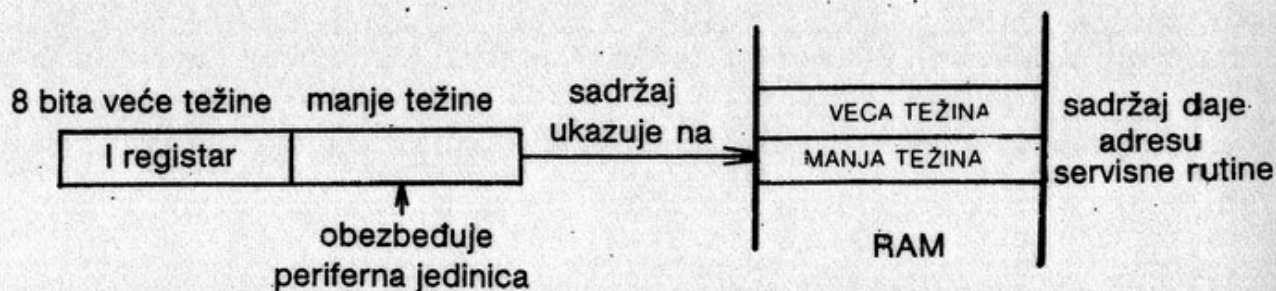 8 bita veće težine
manje težine
I registar
obezbeđuje
periferna jedinica
sadržaj
ukazuje na
VECA TEŽINA
MANJA TEŽINA
RAM
sadržaj daje
adresu
servisne rutine